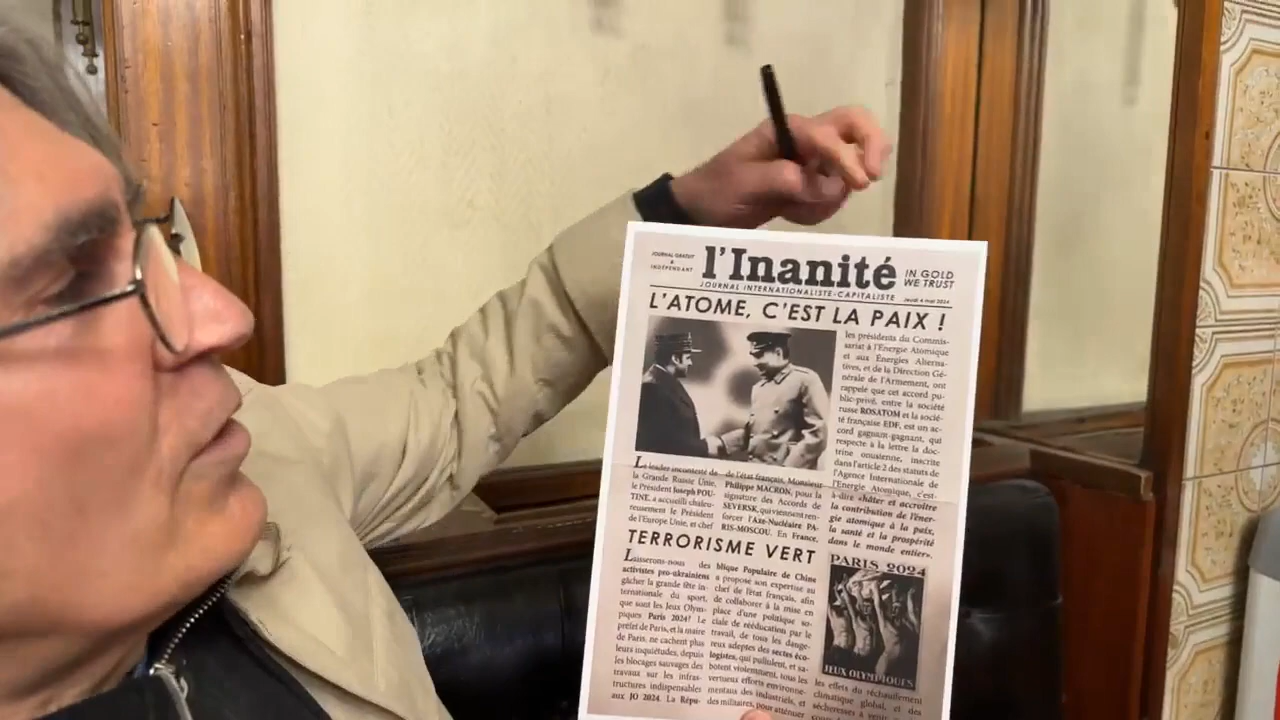 JOURNAL GRATUIT
&
INDÉPENDANT
l'Inanité
JOURNAL INTERNATIONALISTE-CAPITALISTE
IN GOLD
WE TRUST
jeudi 4 mai 2024
L'ATOME, C'EST LA PAIX !
Le leader incontesté de
la Grande Russie Unie,
le Président Joseph POU-
TINE, a accueilli chaleu-
reusement le Président
de l'Europe Unie, et chef
de l'état français, Monsieur
Philippe MACRON, pour la
signature des Accords de
SEVERSK, qui viennent ren-
forcer l'Axe-Nucléaire PA-
RIS-MOSCOU. En France,
les présidents du Commis-
sariat à l'Energie Atomique
et aux Énergies Alterna-
tives, et de la Direction Gé-
nérale de l'Armement, ont
rappelé que cet accord pu-
blic-privé, entre la société
russe ROSATOM et la socié-
té française EDF, est un ac-
cord gagnant-gagnant, qui
respecte à la lettre la doc-
trine onusienne, inscrite
dans l'article 2 des statuts de
l'Agence Internationale de
l'Energie Atomique, c'est-
à-dire «hâter et accroître
la contribution de l'éner-
gie atomique à la paix,
la santé et la prospérité
dans le monde entier».
TERRORISME VERT
Laisserons-nous des
activistes pro-ukrainiens
gâcher la grande fête in-
ternationale du sport,
que sont les Jeux Olym-
piques Paris 2024? Le
préfet de Paris, et la maire
de Paris, ne cachent plus
leurs inquiétudes, depuis
les blocages sauvages des
travaux sur les infras-
tructures indispensables
aux JO 2024. La Répu-
blique Populaire de Chine
a proposé son expertise au
chef de l'état français, afin
de collaborer à la mise en
place d'une politique so-
ciale de rééducation par le
travail, de tous les dange-
reux adeptes des sectes éco-
logistes, qui pullulent, et sa-
botent violemment, tous les
vertueux efforts environne-
mentaux des industriels, et
des militaires, pour atténuer
PARIS 2024
JEUX OLYMPIQUES
les effets du réchauffement
climatique global, et des
sécheresses à venir